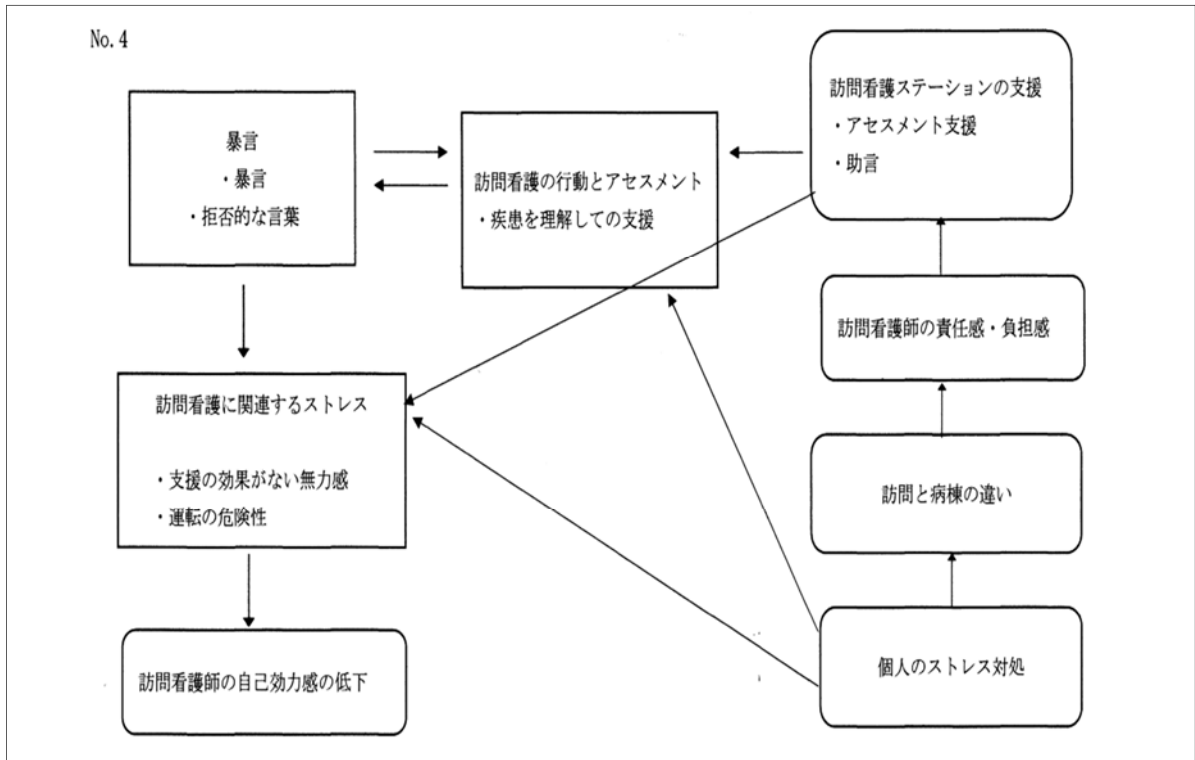 No. 4
暴言
・暴言
・拒否的な言葉
訪問看護の行動とアセスメント
・疾患を理解しての支援
訪問看護ステーションの支援
・アセスメント支援
・助言
訪問看護師の責任感・負担感
訪問看護に関連するストレス
・支援の効果がない無力感
・運転の危険性
訪問と病棟の違い
訪問看護師の自己効力感の低下
個人のストレス対処